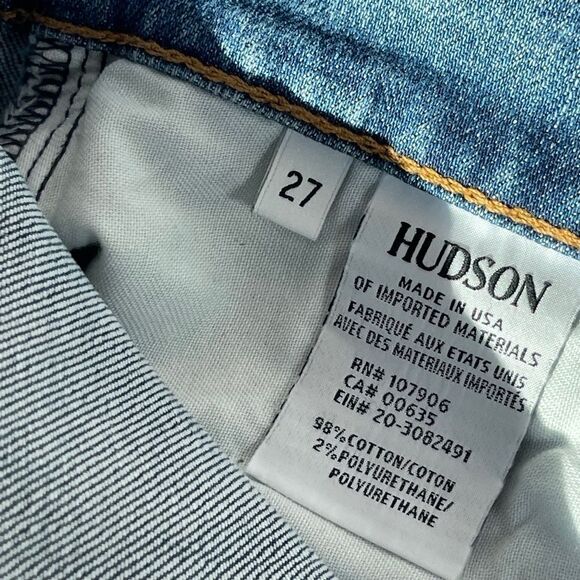 27
HUDSON
MADE IN USA
OF IMPORTED MATERIALS
FABRIQUÉ AUX ETATS UNIS
AVEC DES MATERIAUX IMPORTÉS
RN# 107906
CA# 00635
EIN# 20-3082491
98% COTTON/COTON
2% POLYURETHANE/
POLYURETHANE